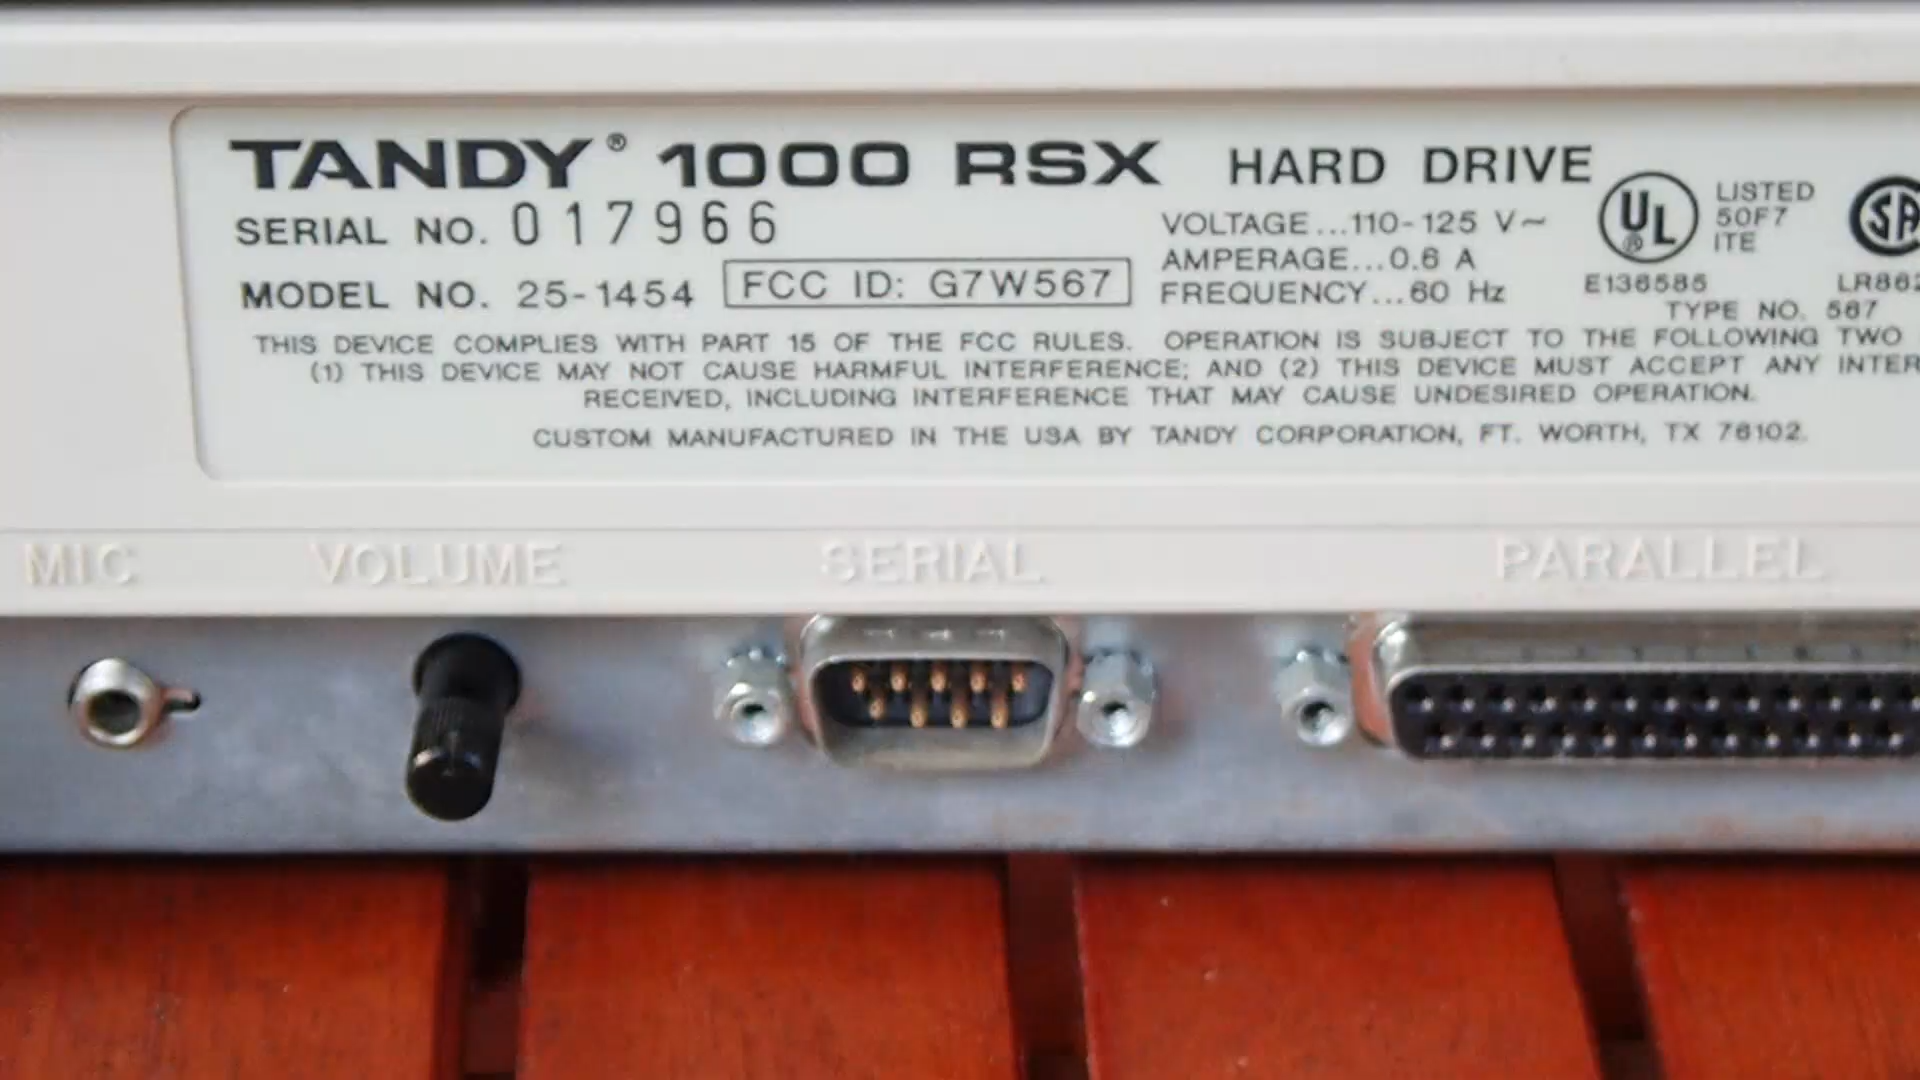 TANDY® 1000 RSX HARD DRIVE
SERIAL NO. 017966
MODEL NO. 25-1454
FCC ID: G7W567
VOLTAGE...110-125 V~
AMPERAGE...0.6 A
FREQUENCY...60 Hz
UL®
LISTED
50F7
ITE
E136585
SA
LR862
TYPE NO. 567
THIS DEVICE COMPLIES WITH PART 15 OF THE FCC RULES. OPERATION IS SUBJECT TO THE FOLLOWING TWO
(1) THIS DEVICE MAY NOT CAUSE HARMFUL INTERFERENCE; AND (2) THIS DEVICE MUST ACCEPT ANY INTER
RECEIVED, INCLUDING INTERFERENCE THAT MAY CAUSE UNDESIRED OPERATION.
CUSTOM MANUFACTURED IN THE USA BY TANDY CORPORATION, FT. WORTH, TX 76102.
MIC VOLUME SERIAL PARALLEL